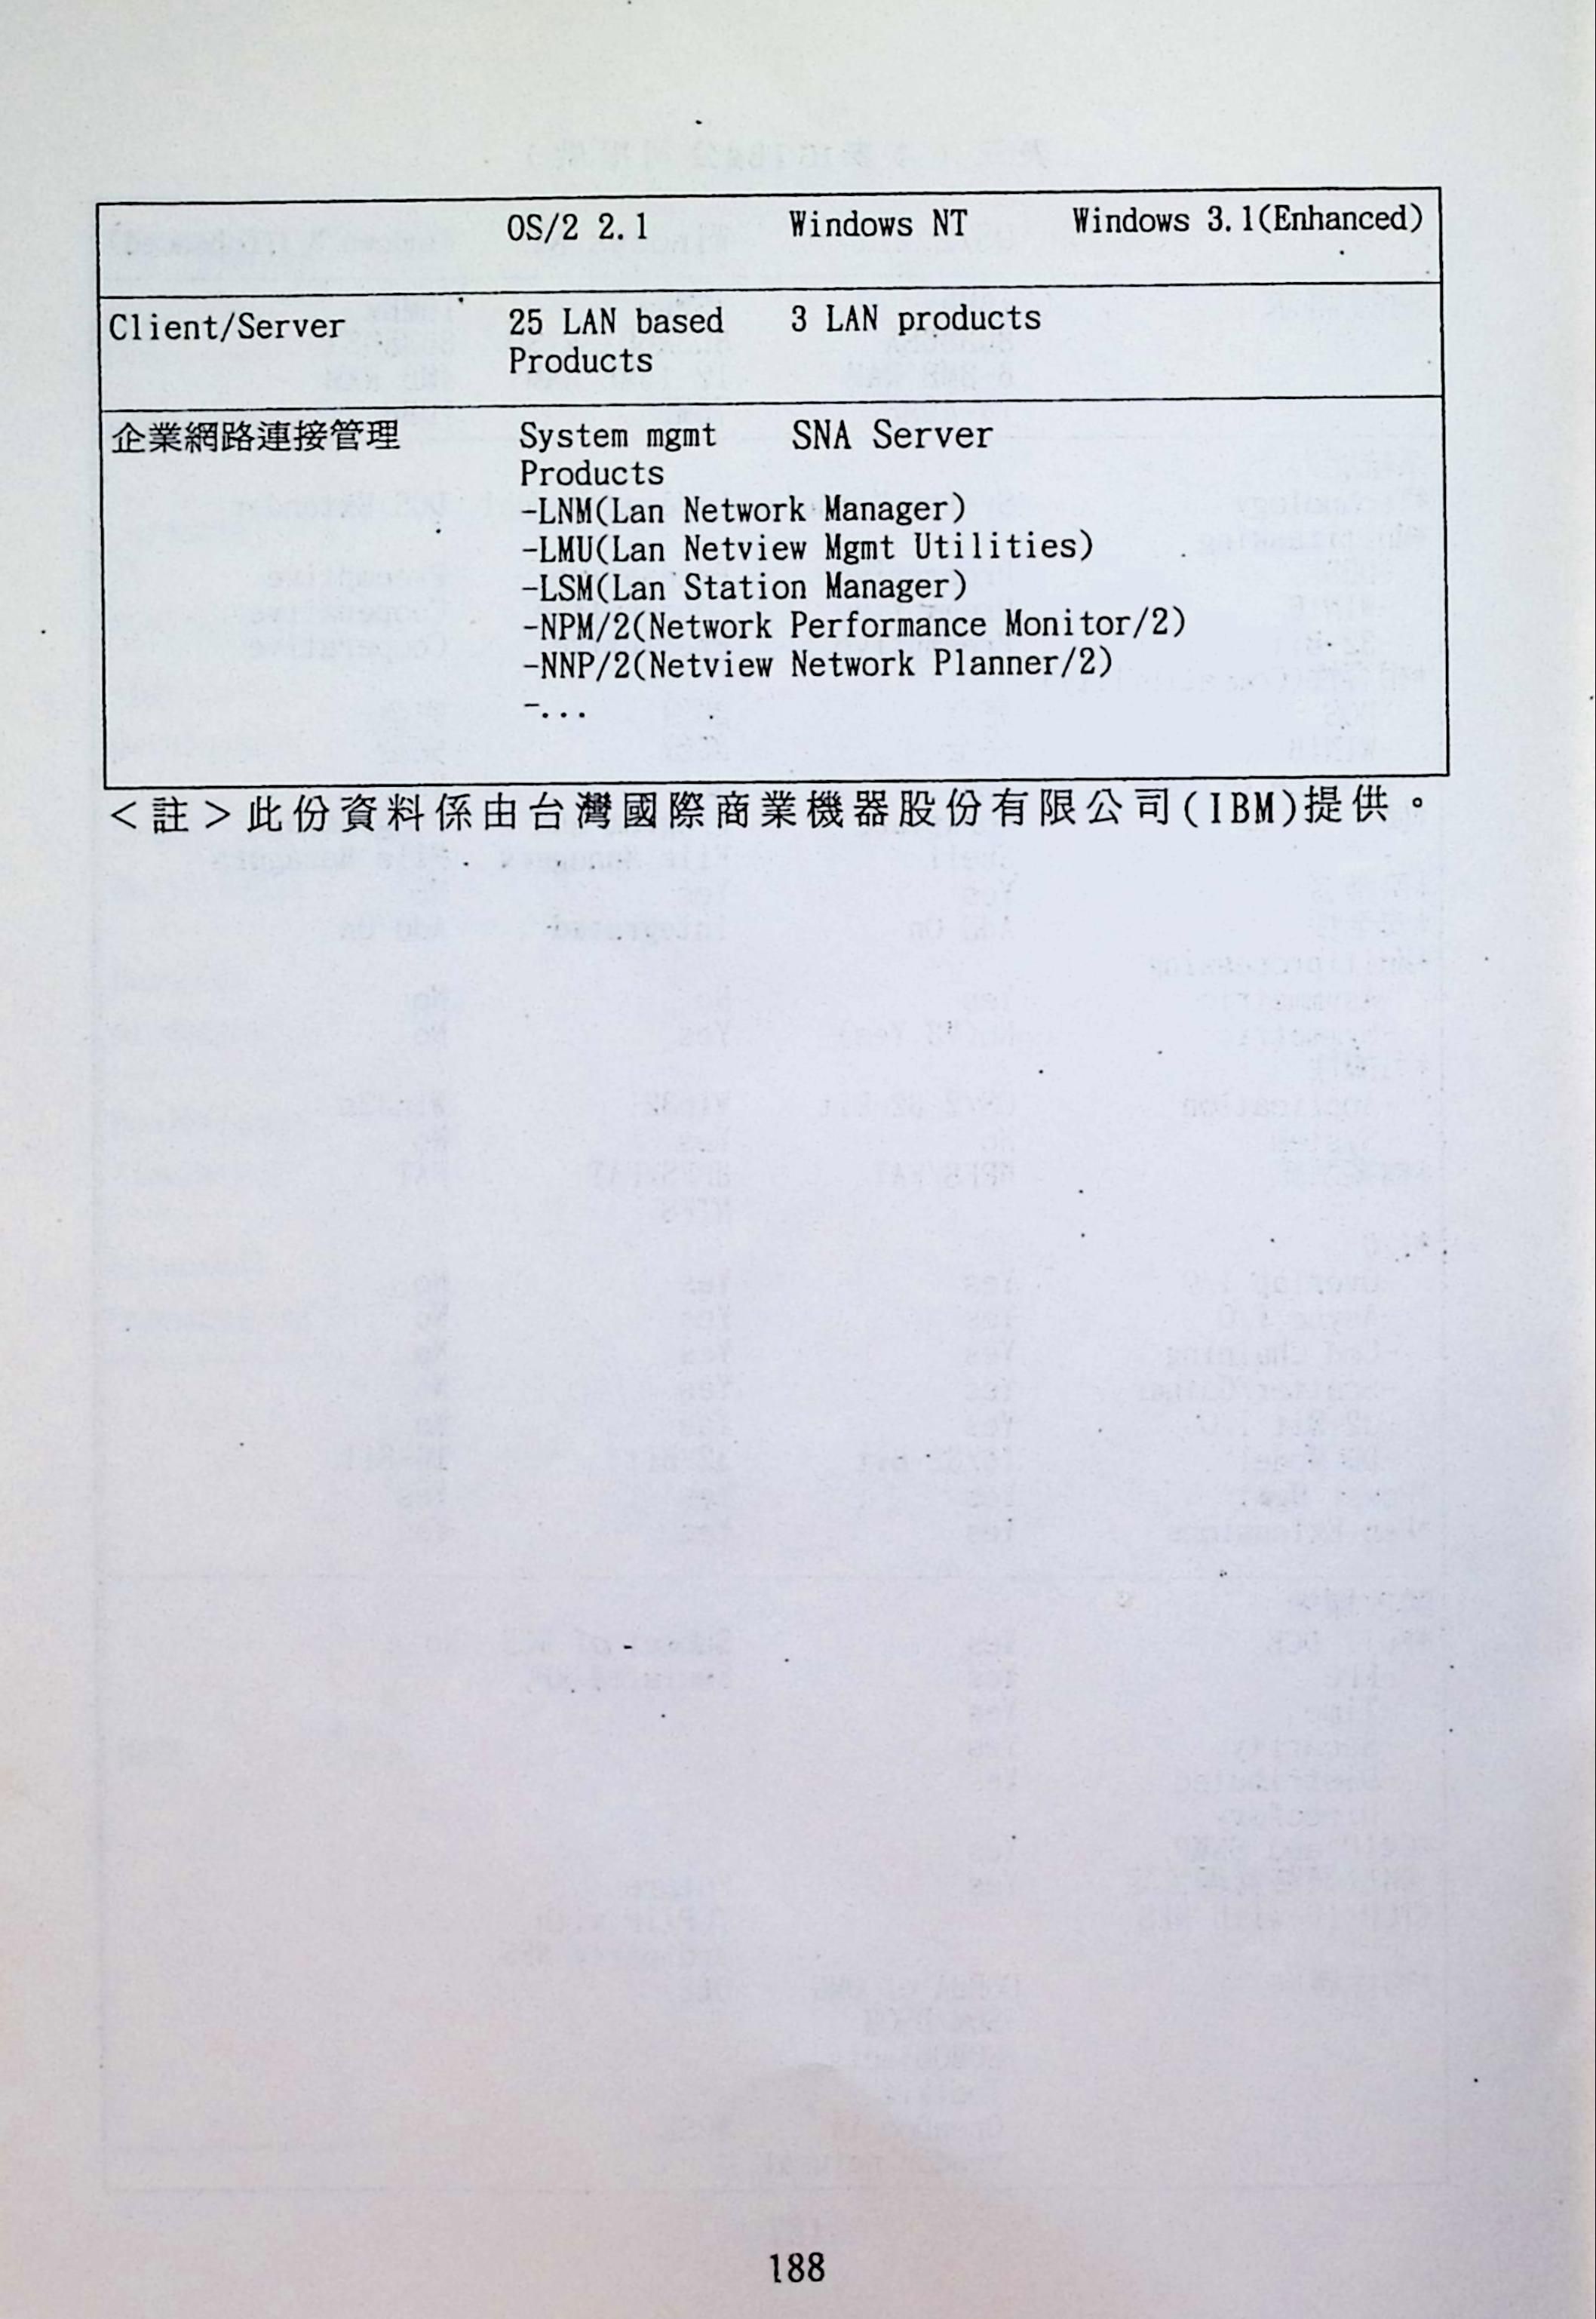 OS/2 2.1 Windows NT Windows 3.1(Enhanced)
Client/Server 25 LAN based 3 LAN products
Products
企業網路連接管理 System mgmt SNA Server
Products
-LNM(Lan Network Manager)
-LMU(Lan Netview Mgmt Utilities)
-LSM(Lan Station Manager)
-NPM/2(Network Performance Monitor/2)
-NNP/2(Netview Network Planner/2)
-...
<註>此份資料係由台灣國際商業機器股份有限公司(IBM)提供。
188